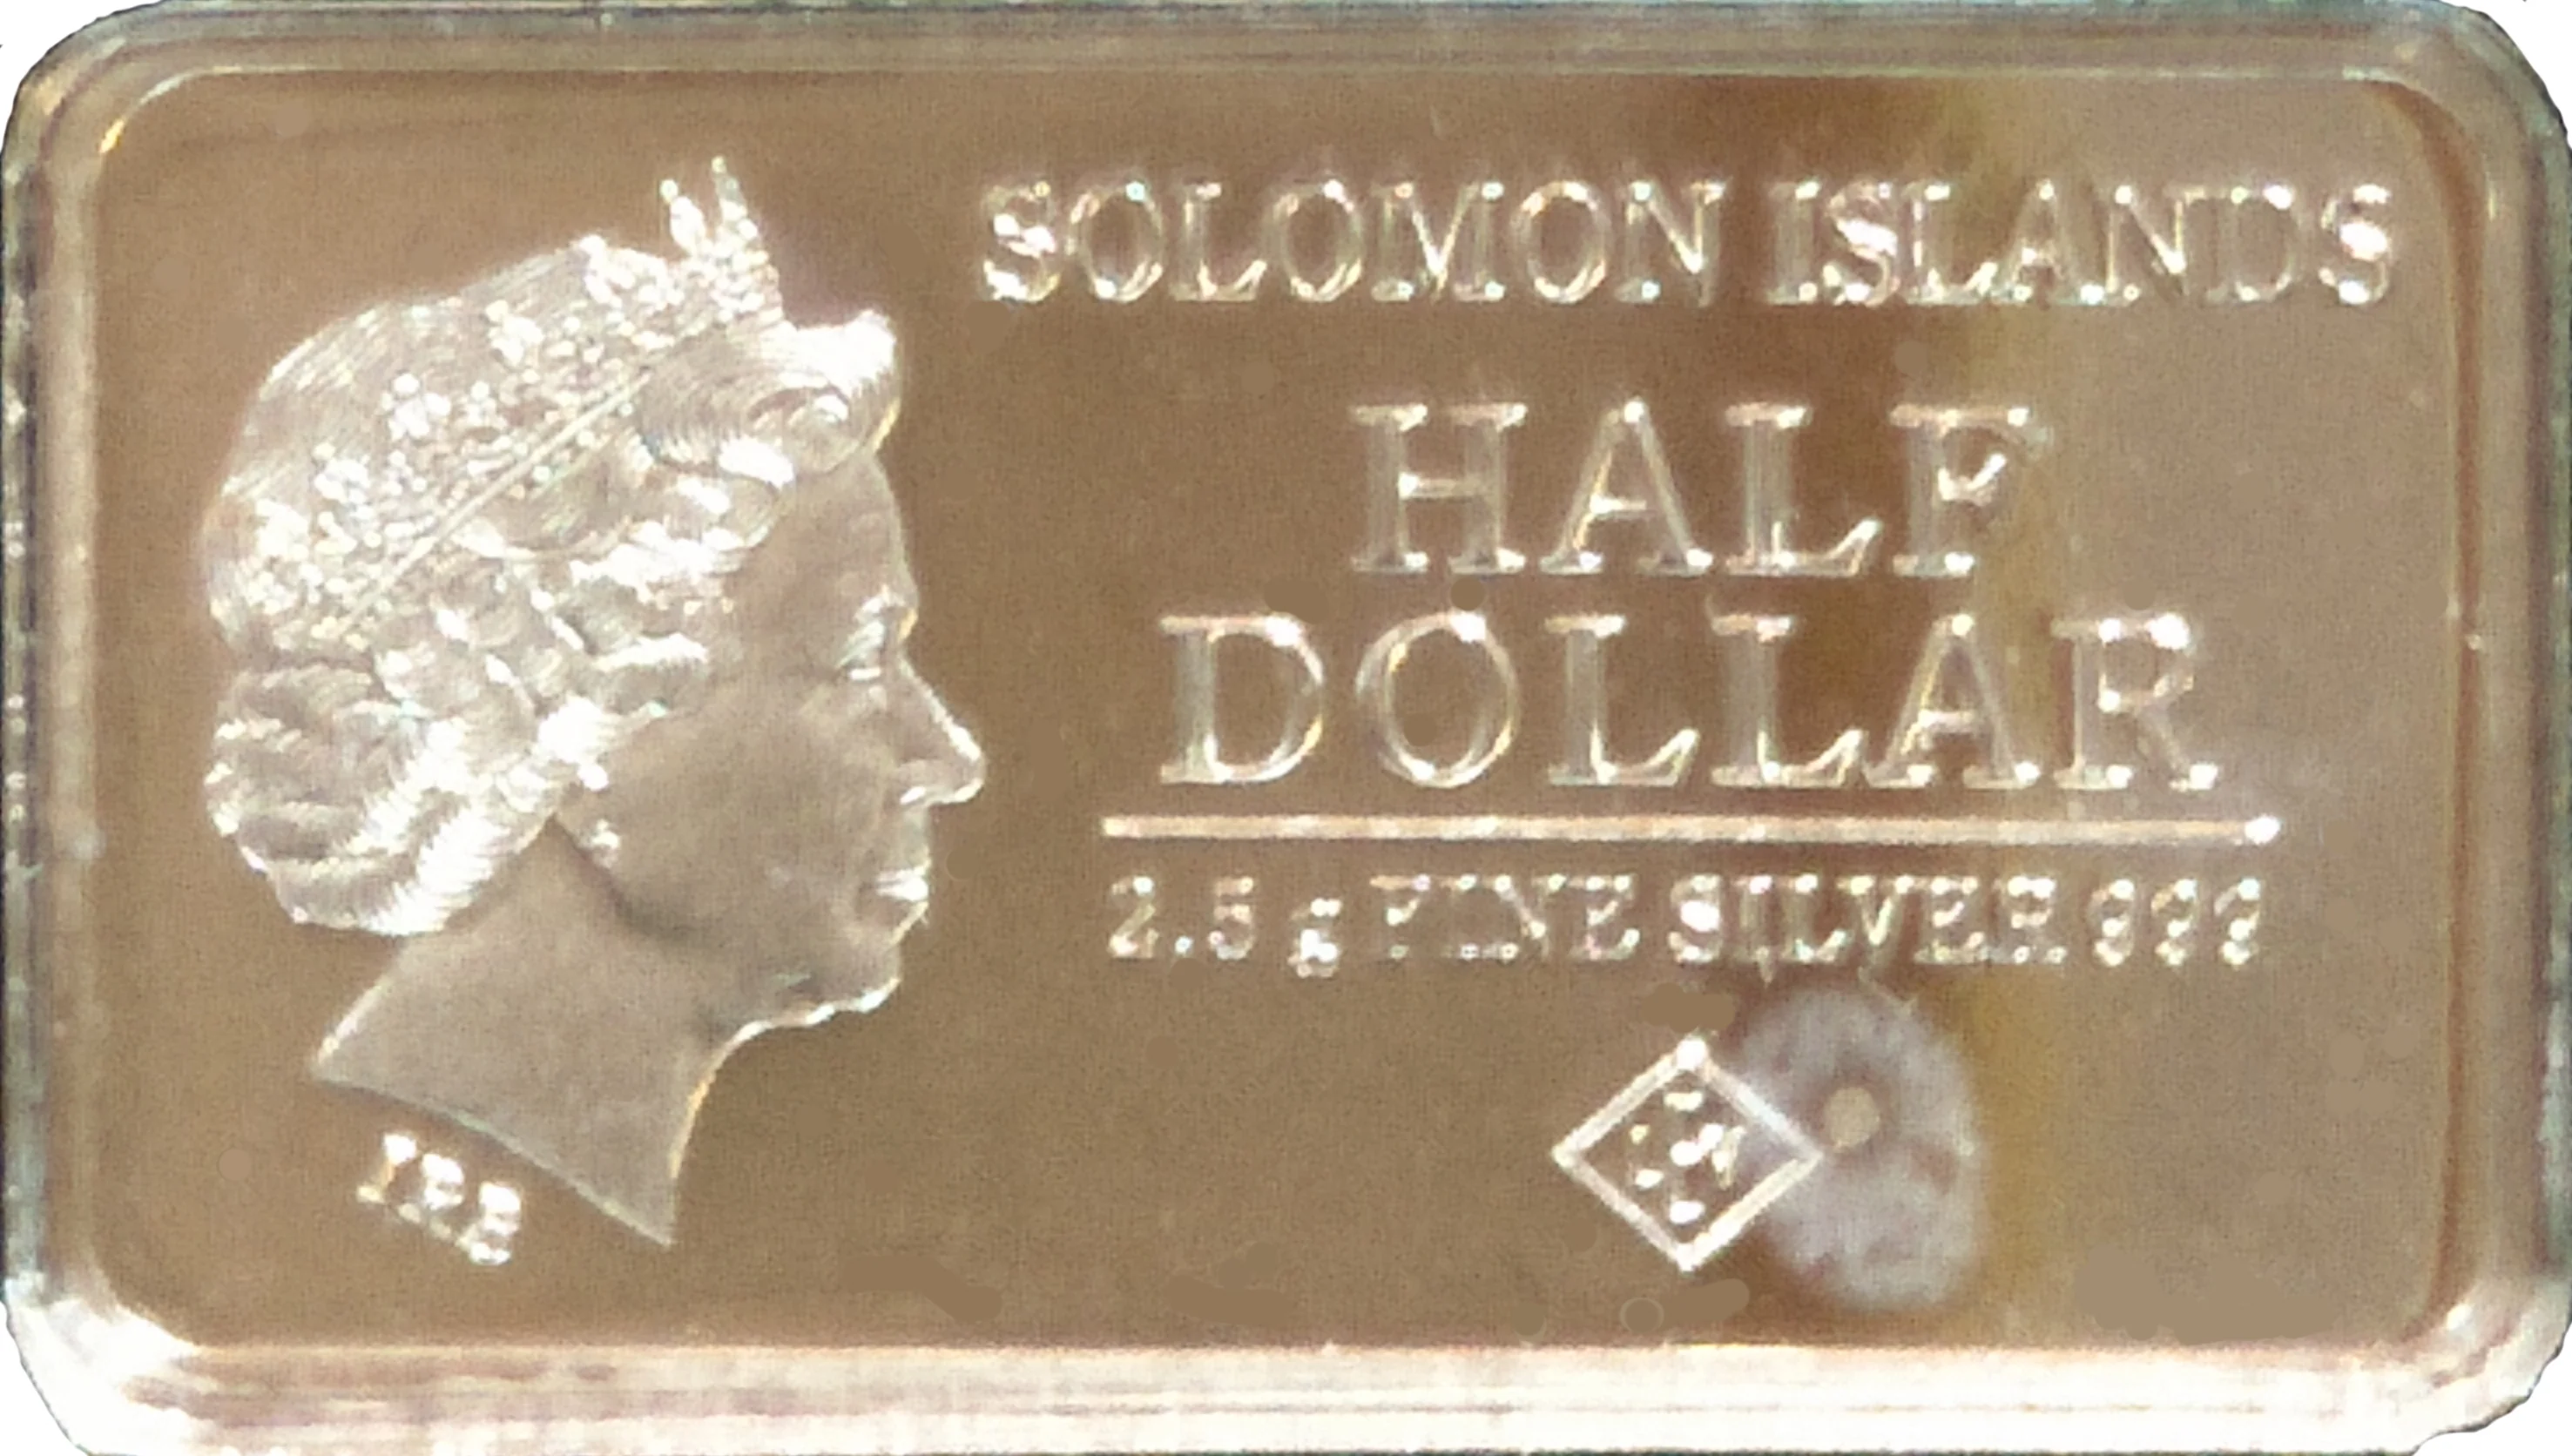 SOLOMON ISLANDS
HALF
DOLLAR
2.5 g FINE SILVER 999
IRB